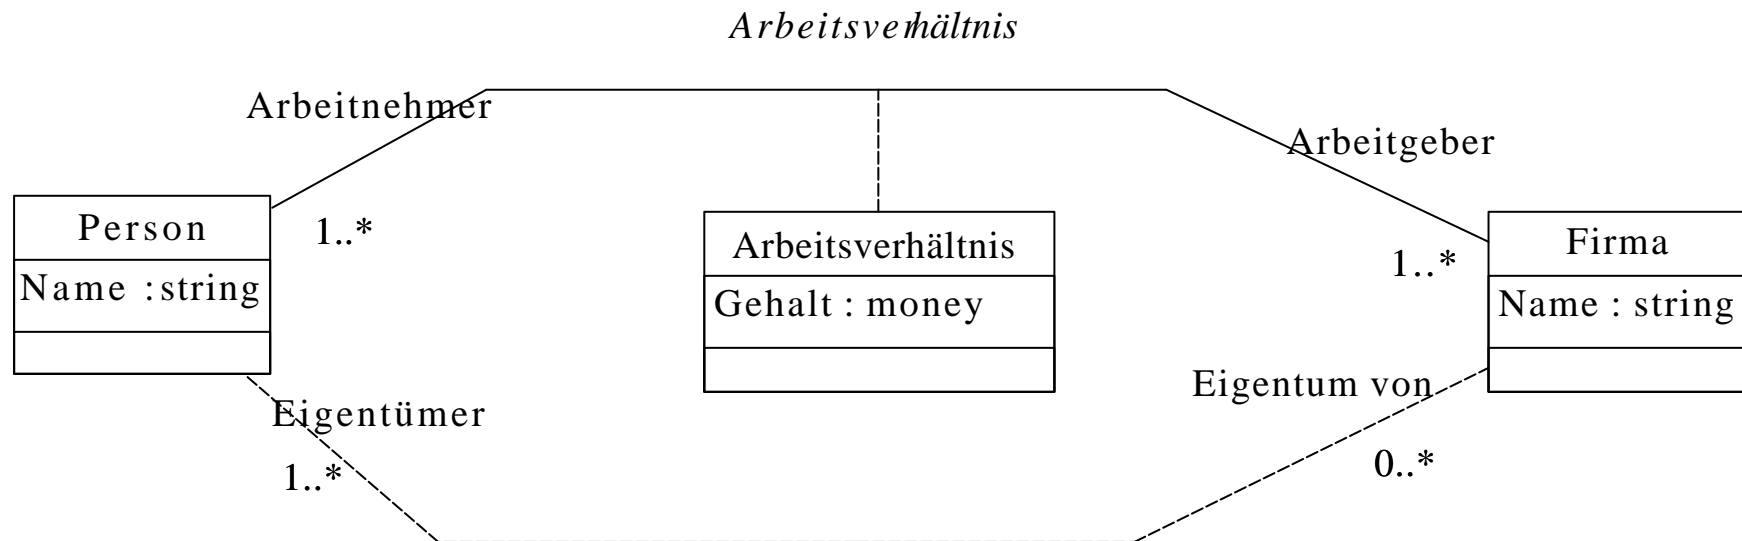 Arbeitsverhältnis
Arbeitnehmer
Arbeitgeber
Person
1..*
Name :string
Arbeitsverhältnis
Gehalt : money
Firma
1..*
Name : string
Eigentümer
1..*
Eigentum von
0..*